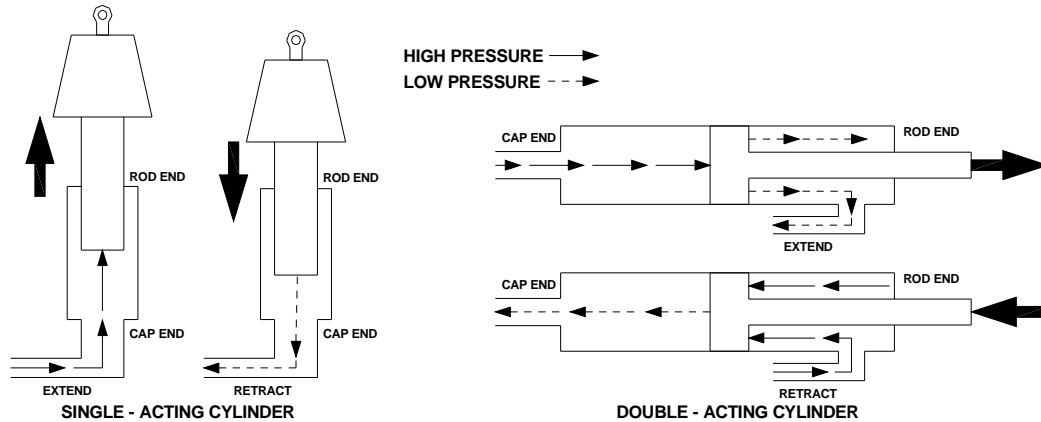 HIGH PRESSURE
LOW PRESSURE
ROD END
ROD END
CAP END
CAP END
EXTEND
RETRACT
SINGLE - ACTING CYLINDER
CAP END
ROD END
EXTEND
CAP END
ROD END
RETRACT
DOUBLE - ACTING CYLINDER